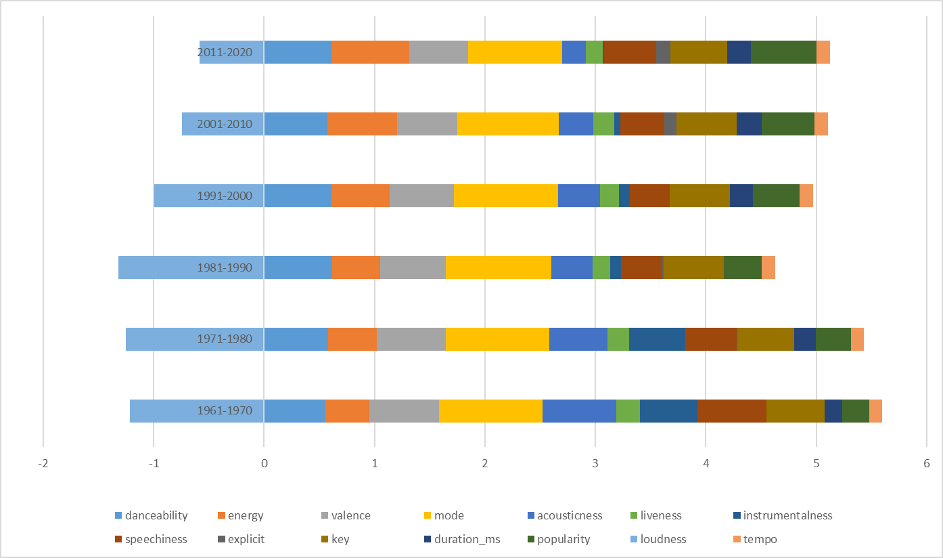 2011-2020
2001-2010
1991-2000
1981-1990
1971-1980
1961-1970
-2 -1 0 1 2 3 4 5 6
danceability energy valence mode acousticness liveness instrumentalness
speechiness explicit key duration_ms popularity loudness tempo